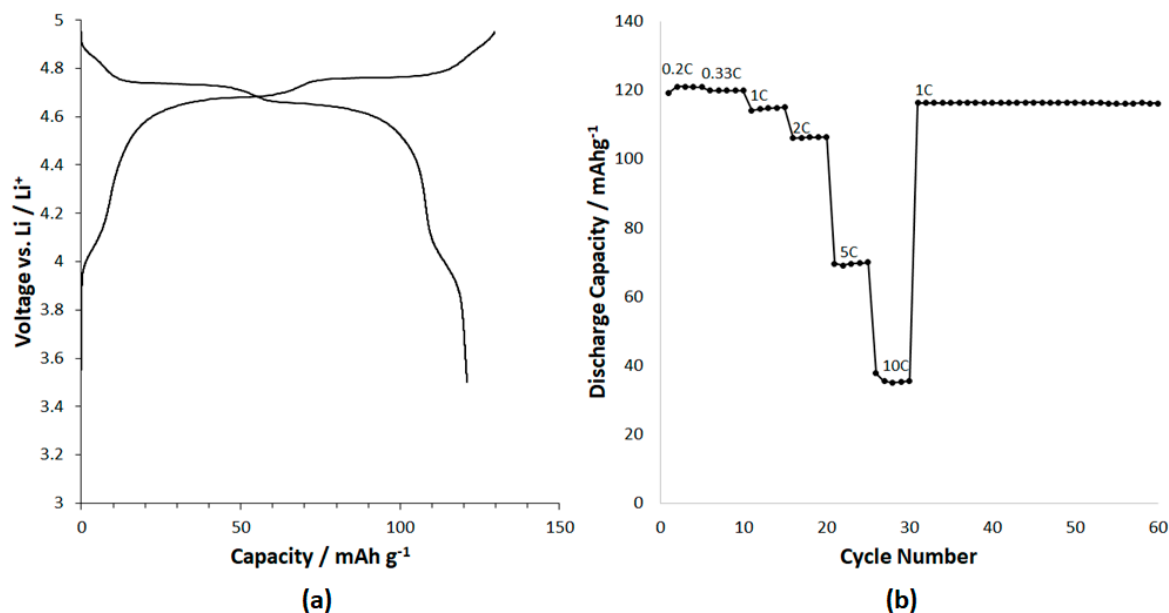 5
4.8
4.6
4.4
4.2
4
3.8
3.6
3.4
3.2
3
Voltage vs. Li / Li⁺
0 50 100 150
Capacity / mAh g⁻¹
(a)
140
120
100
80
60
40
20
0
Discharge Capacity / mAhg⁻¹
0.2C
0.33C
1C
2C
5C
10C
1C
0 10 20 30 40 50 60
Cycle Number
(b)